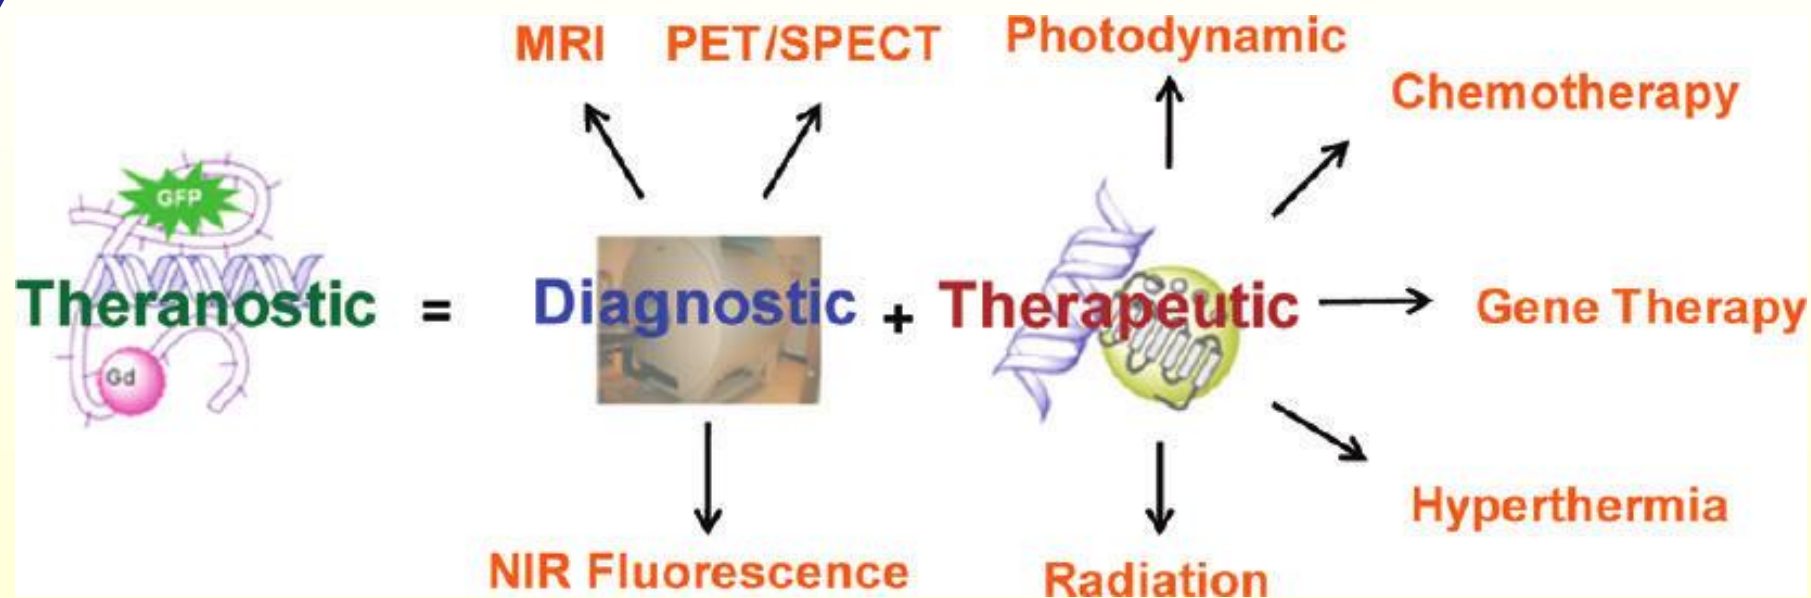 MRI PET/SPECT Photodynamic
Chemotherapy
GFP
Theranostic = Diagnostic + Therapeutic Gene Therapy
Gd
Hyperthermia
NIR Fluorescence Radiation